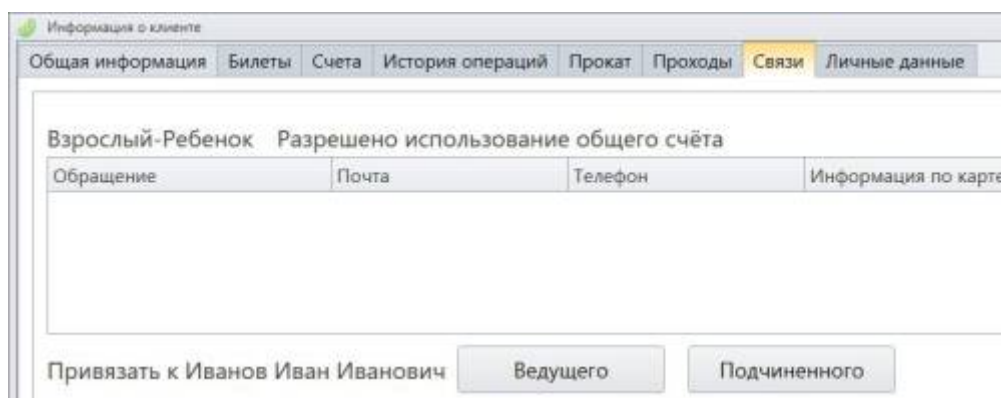 Информация о клиенте
Общая информация Билеты Счета История операций Прокат Проходы Связи Личные данные
Взрослый-Ребенок Разрешено использование общего счёта
Обращение Почта Телефон Информация по карте
Привязать к Иванов Иван Иванович Ведущего Подчиненного